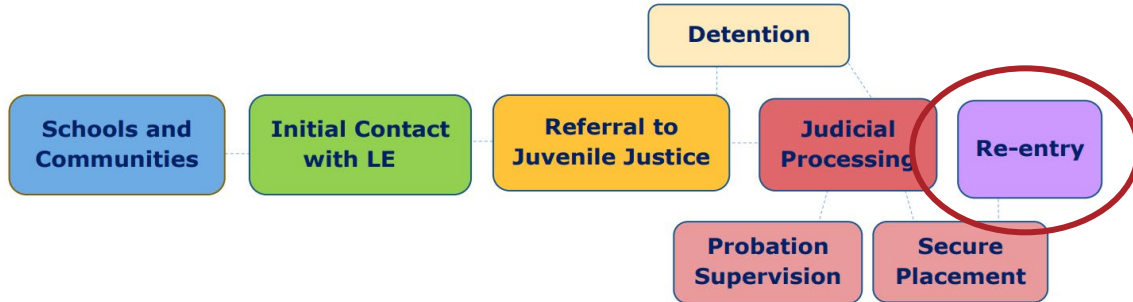 Detention
Schools and
Communities
Initial Contact
with LE
Referral to
Juvenile Justice
Judicial
Processing
Re-entry
Probation
Supervision
Secure
Placement